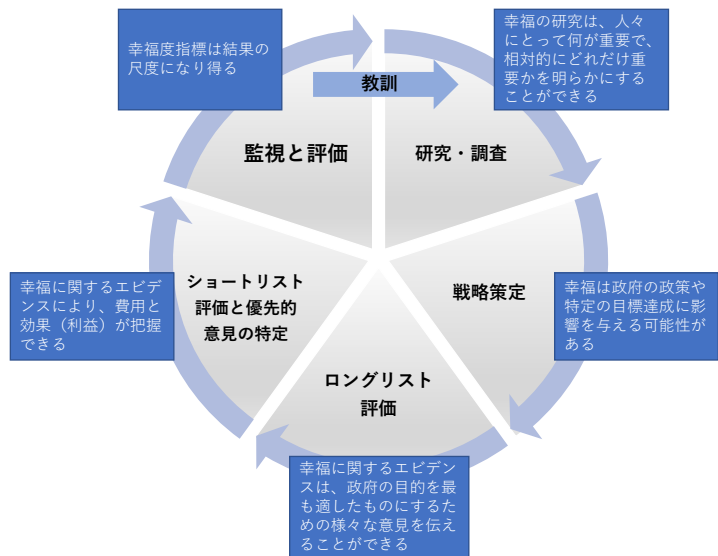 幸福度指標は結果の
尺度になり得る
幸福の研究は、人々
にとって何が重要で、
相対的にどれだけ重
要かを明らかにする
ことができる
教訓
監視と評価
研究・調査
ショートリスト
評価と優先的
意見の特定
戦略策定
ロングリスト
評価
幸福に関するエビデ
ンスにより、費用と
効果（利益）が把握
できる
幸福は政府の政策や
特定の目標達成に影
響を与える可能性が
ある
幸福に関するエビデン
スは、政府の目的を最
も適したものにするた
めの様々な意見を伝え
ることができる